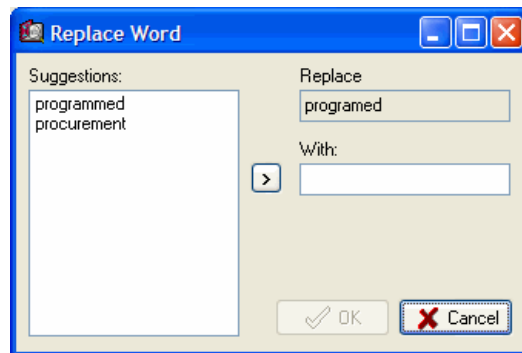 Replace Word
Suggestions:
programmed
procurement
>
Replace
programed
With:
OK
Cancel